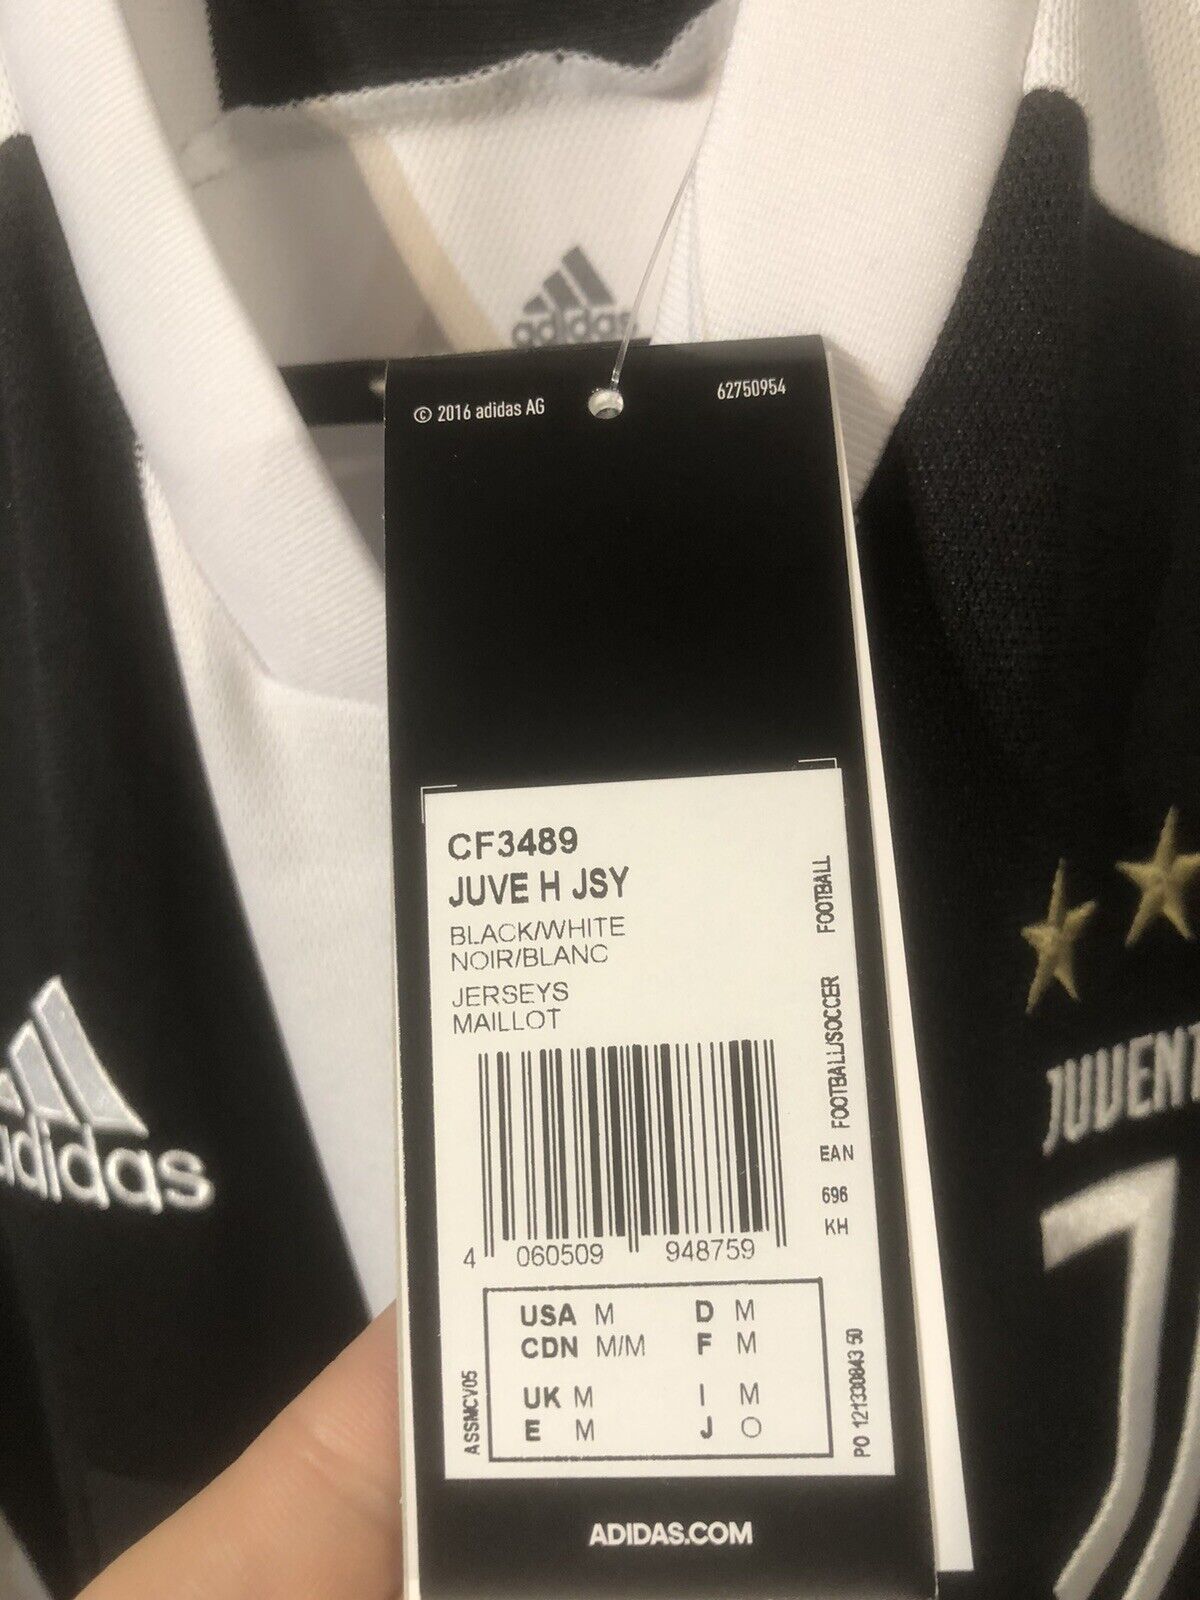 adidas
© 2016 adidas AG
62750954
CF3489
JUVE H JSY
BLACK/WHITE
NOIR/BLANC
JERSEYS
MAILLOT
FOOTBALL
FOOTBALL/SOCCER
EAN
696
KH
4 060509 948759
USA M D M
CDN M/M F M
UK M I M
E M J O
ASSMCV05
PO 121330843 50
ADIDAS.COM
adidas
JUVENT